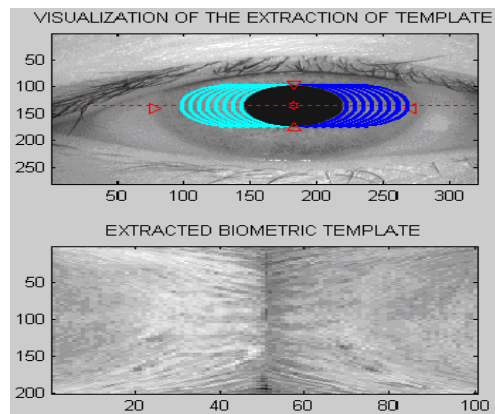 VISUALIZATION OF THE EXTRACTION OF TEMPLATE
50
100
150
200
250
50 100 150 200 250 300
EXTRACTED BIOMETRIC TEMPLATE
50
100
150
200
20 40 60 80 100